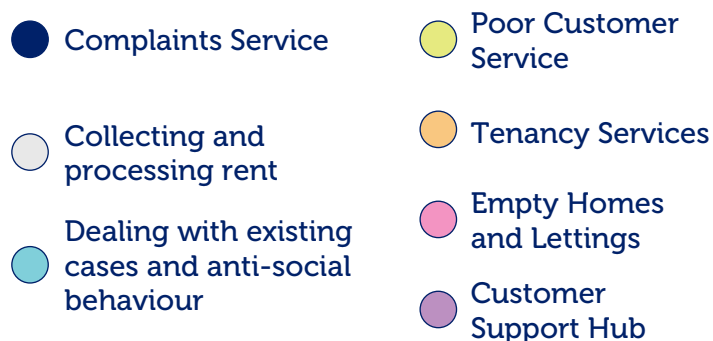 Complaints Service
Collecting and
processing rent
Dealing with existing
cases and anti-social
behaviour
Poor Customer
Service
Tenancy Services
Empty Homes
and Lettings
Customer
Support Hub